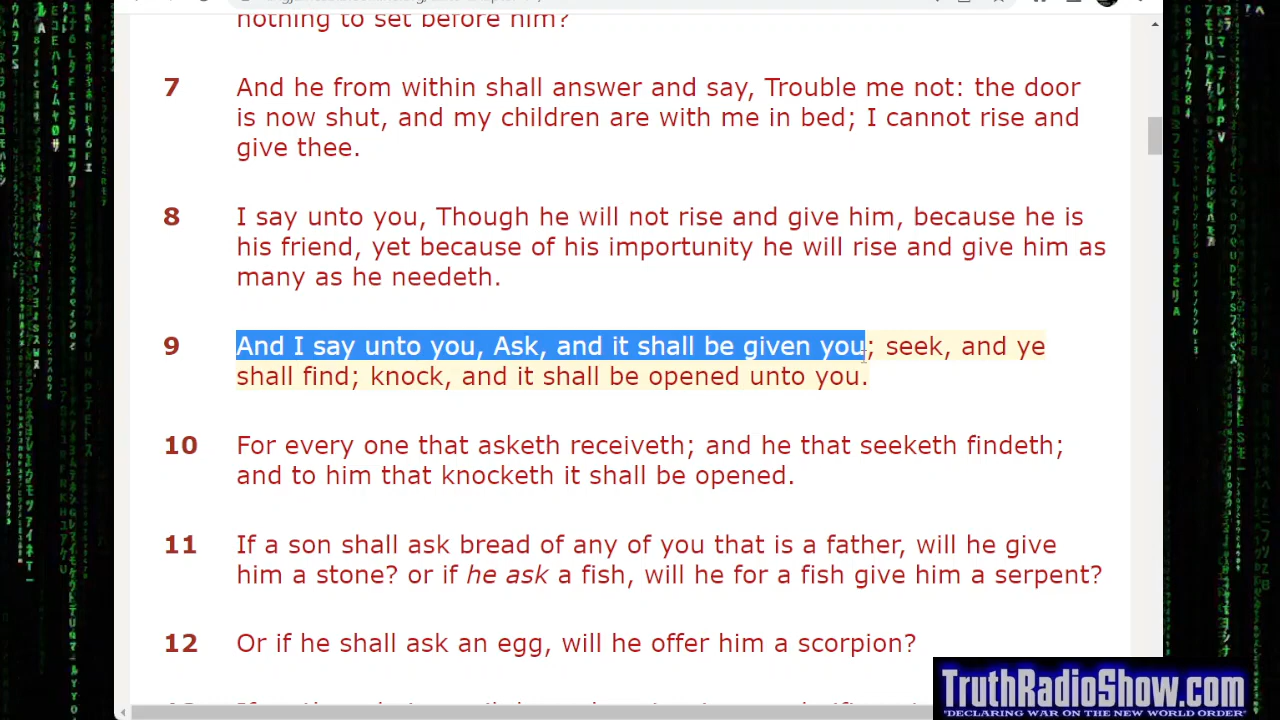 nothing to set before him?
7 And he from within shall answer and say, Trouble me not: the door
is now shut, and my children are with me in bed; I cannot rise and
give thee.
8 I say unto you, Though he will not rise and give him, because he is
his friend, yet because of his importunity he will rise and give him as
many as he needeth.
9 And I say unto you, Ask, and it shall be given you; seek, and ye
shall find; knock, and it shall be opened unto you.
10 For every one that asketh receiveth; and he that seeketh findeth;
and to him that knocketh it shall be opened.
11 If a son shall ask bread of any of you that is a father, will he give
him a stone? or if he ask a fish, will he for a fish give him a serpent?
12 Or if he shall ask an egg, will he offer him a scorpion?
TruthRadioShow.com
"DECLARING WAR ON THE NEW WORLD ORDER"